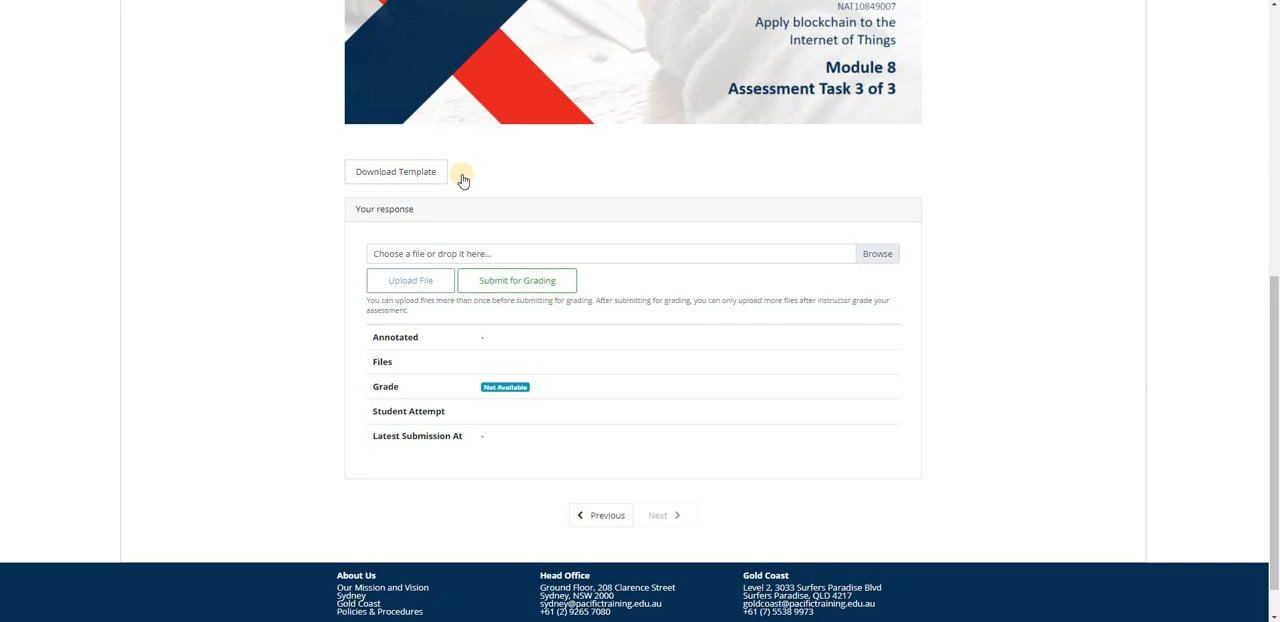 NAT10849007
Apply blockchain to the
Internet of Things
Module 8
Assessment Task 3 of 3
Download Template
Your response
Choose a file or drop it here...
Browse
Upload File
Submit for Grading
You can upload files more than once before submitting for grading. After submitting for grading, you can only upload more files after instructor grade your
assessment.
Annotated -
Files
Grade Not Available
Student Attempt
Latest Submission At -
Previous
Next
About Us
Our Mission and Vision
Sydney
Gold Coast
Policies & Procedures
Head Office
Ground Floor, 208 Clarence Street
Sydney, NSW 2000
sydney@pacifictraining.edu.au
+61 (2) 9265 7080
Gold Coast
Level 2, 3033 Surfers Paradise Blvd
Surfers Paradise, QLD 4217
goldcoast@pacifictraining.edu.au
+61 (7) 5538 9973